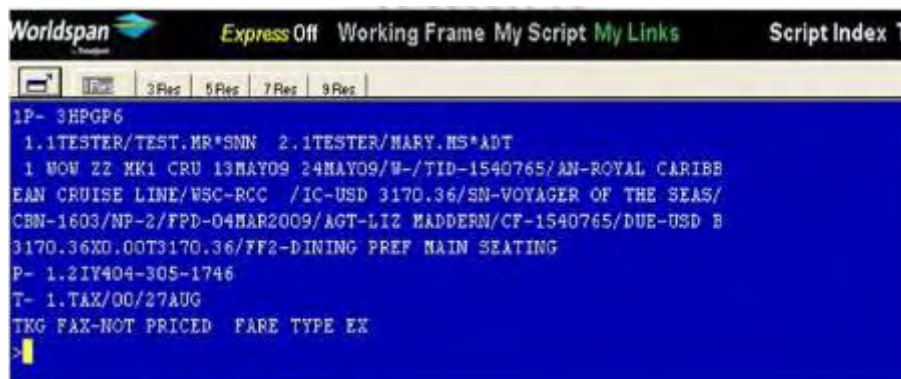 Worldspan Express Off Working Frame My Script My Links Script Index
3Res 5Res 7Res 9Res
1P- 3HPGP6
1.1TESTER/TEST.MR*SNN 2.1TESTER/MARY.MS*ADT
1 WOW ZZ MK1 CRU 13MAY09 24MAY09/W-/TID-1540765/AN-ROYAL CARIBB
EAN CRUISE LINE/WSC-RCC /IC-USD 3170.36/SN-VOYAGER OF THE SEAS/
CBN-1603/NP-2/FPD-04MAR2009/AGT-LIZ MADDERN/CF-1540765/DUE-USD B
3170.36X0.00T3170.36/FF2-DINING PREF MAIN SEATING
P- 1.2IY404-305-1746
T- 1.TAX/00/27AUG
TKG FAX-NOT PRICED FARE TYPE EX
>